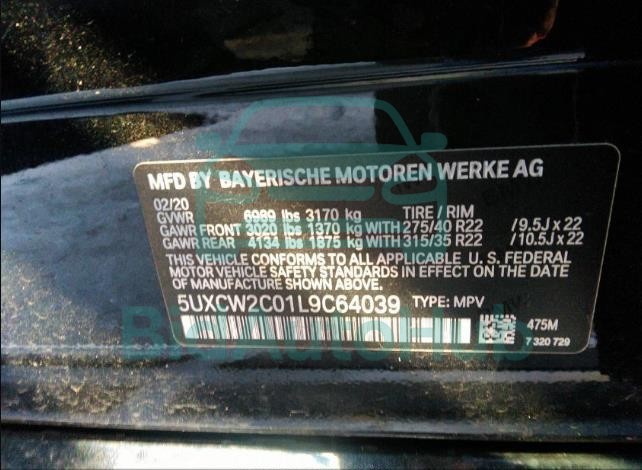 MFD BY BAYERISCHE MOTOREN WERKE AG
02/20
GVWR 6989 lbs 3170 kg TIRE / RIM
GAWR FRONT 3020 lbs 1370 kg WITH 275/40 R22 /9.5J x 22
GAWR REAR 4134 lbs 1875 kg WITH 315/35 R22 /10.5J x 22
THIS VEHICLE CONFORMS TO ALL APPLICABLE U. S. FEDERAL
MOTOR VEHICLE SAFETY STANDARDS IN EFFECT ON THE DATE
OF MANUFACTURE SHOWN ABOVE.
5UXCW2C01L9C64039 TYPE: MPV
475M
7 320 729